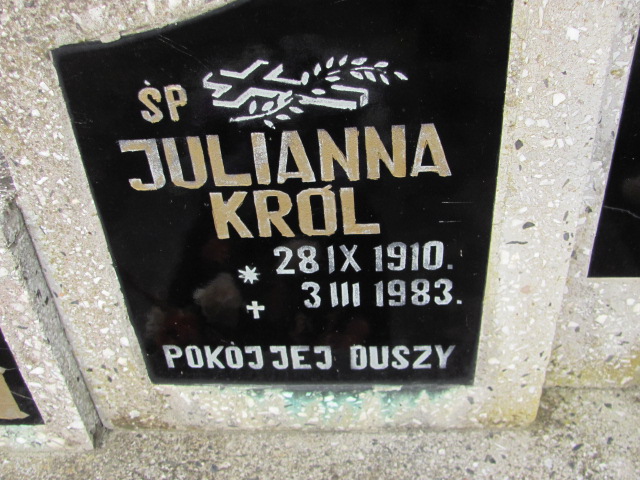 ŚP
JULIANNA
KRÓL
* 28 IX 1910.
✝ 3 III 1983.
POKÓJ JEJ DUSZY